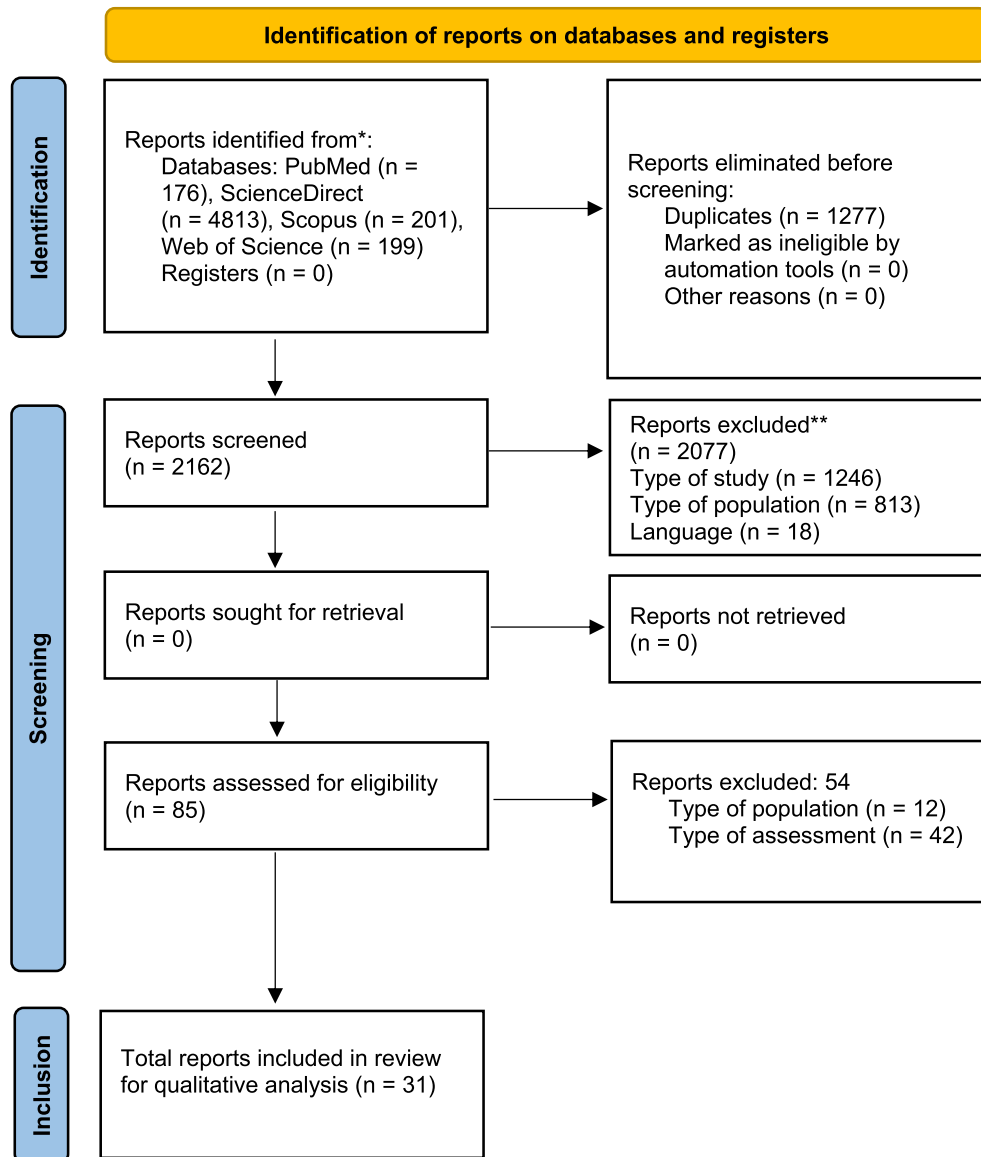 Identification of reports on databases and registers
Identification
Reports identified from*:
Databases: PubMed (n =
176), ScienceDirect
(n = 4813), Scopus (n = 201),
Web of Science (n = 199)
Registers (n = 0)
Reports eliminated before
screening:
Duplicates (n = 1277)
Marked as ineligible by
automation tools (n = 0)
Other reasons (n = 0)
Screening
Reports screened
(n = 2162)
Reports excluded**
(n = 2077)
Type of study (n = 1246)
Type of population (n = 813)
Language (n = 18)
Reports sought for retrieval
(n = 0)
Reports not retrieved
(n = 0)
Reports assessed for eligibility
(n = 85)
Reports excluded: 54
Type of population (n = 12)
Type of assessment (n = 42)
Inclusion
Total reports included in review
for qualitative analysis (n = 31)